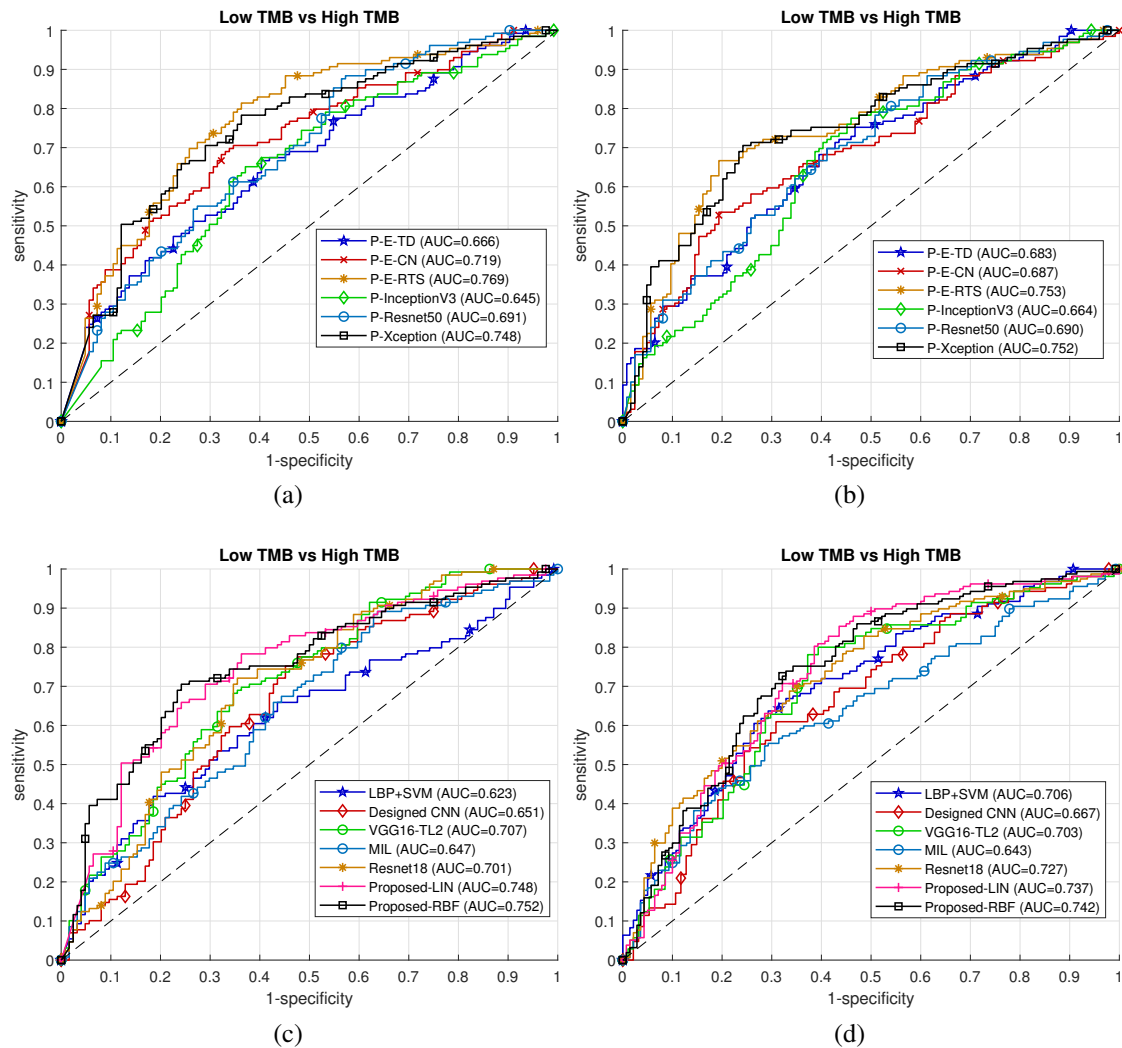 Low TMB vs High TMB
1
0.9
0.8
0.7
0.6
0.5
0.4
0.3
0.2
0.1
0
sensitivity
P-E-TD (AUC=0.666)
P-E-CN (AUC=0.719)
P-E-RTS (AUC=0.769)
P-InceptionV3 (AUC=0.645)
P-Resnet50 (AUC=0.691)
P-Xception (AUC=0.748)
0 0.1 0.2 0.3 0.4 0.5 0.6 0.7 0.8 0.9 1
1-specificity
(a)
Low TMB vs High TMB
1
0.9
0.8
0.7
0.6
0.5
0.4
0.3
0.2
0.1
0
sensitivity
P-E-TD (AUC=0.683)
P-E-CN (AUC=0.687)
P-E-RTS (AUC=0.753)
P-InceptionV3 (AUC=0.664)
P-Resnet50 (AUC=0.690)
P-Xception (AUC=0.752)
0 0.1 0.2 0.3 0.4 0.5 0.6 0.7 0.8 0.9 1
1-specificity
(b)
Low TMB vs High TMB
1
0.9
0.8
0.7
0.6
0.5
0.4
0.3
0.2
0.1
0
sensitivity
LBP+SVM (AUC=0.623)
Designed CNN (AUC=0.651)
VGG16-TL2 (AUC=0.707)
MIL (AUC=0.647)
Resnet18 (AUC=0.701)
Proposed-LIN (AUC=0.748)
Proposed-RBF (AUC=0.752)
0 0.1 0.2 0.3 0.4 0.5 0.6 0.7 0.8 0.9 1
1-specificity
(c)
Low TMB vs High TMB
1
0.9
0.8
0.7
0.6
0.5
0.4
0.3
0.2
0.1
0
sensitivity
LBP+SVM (AUC=0.706)
Designed CNN (AUC=0.667)
VGG16-TL2 (AUC=0.703)
MIL (AUC=0.643)
Resnet18 (AUC=0.727)
Proposed-LIN (AUC=0.737)
Proposed-RBF (AUC=0.742)
0 0.1 0.2 0.3 0.4 0.5 0.6 0.7 0.8 0.9 1
1-specificity
(d)